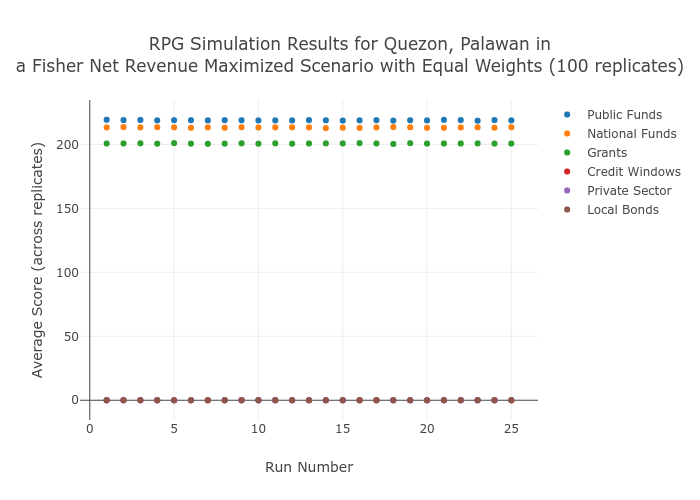 RPG Simulation Results for Quezon, Palawan in
a Fisher Net Revenue Maximized Scenario with Equal Weights (100 replicates)
Average Score (across replicates)
200
150
100
50
0
0 5 10 15 20 25
Run Number
Public Funds
National Funds
Grants
Credit Windows
Private Sector
Local Bonds